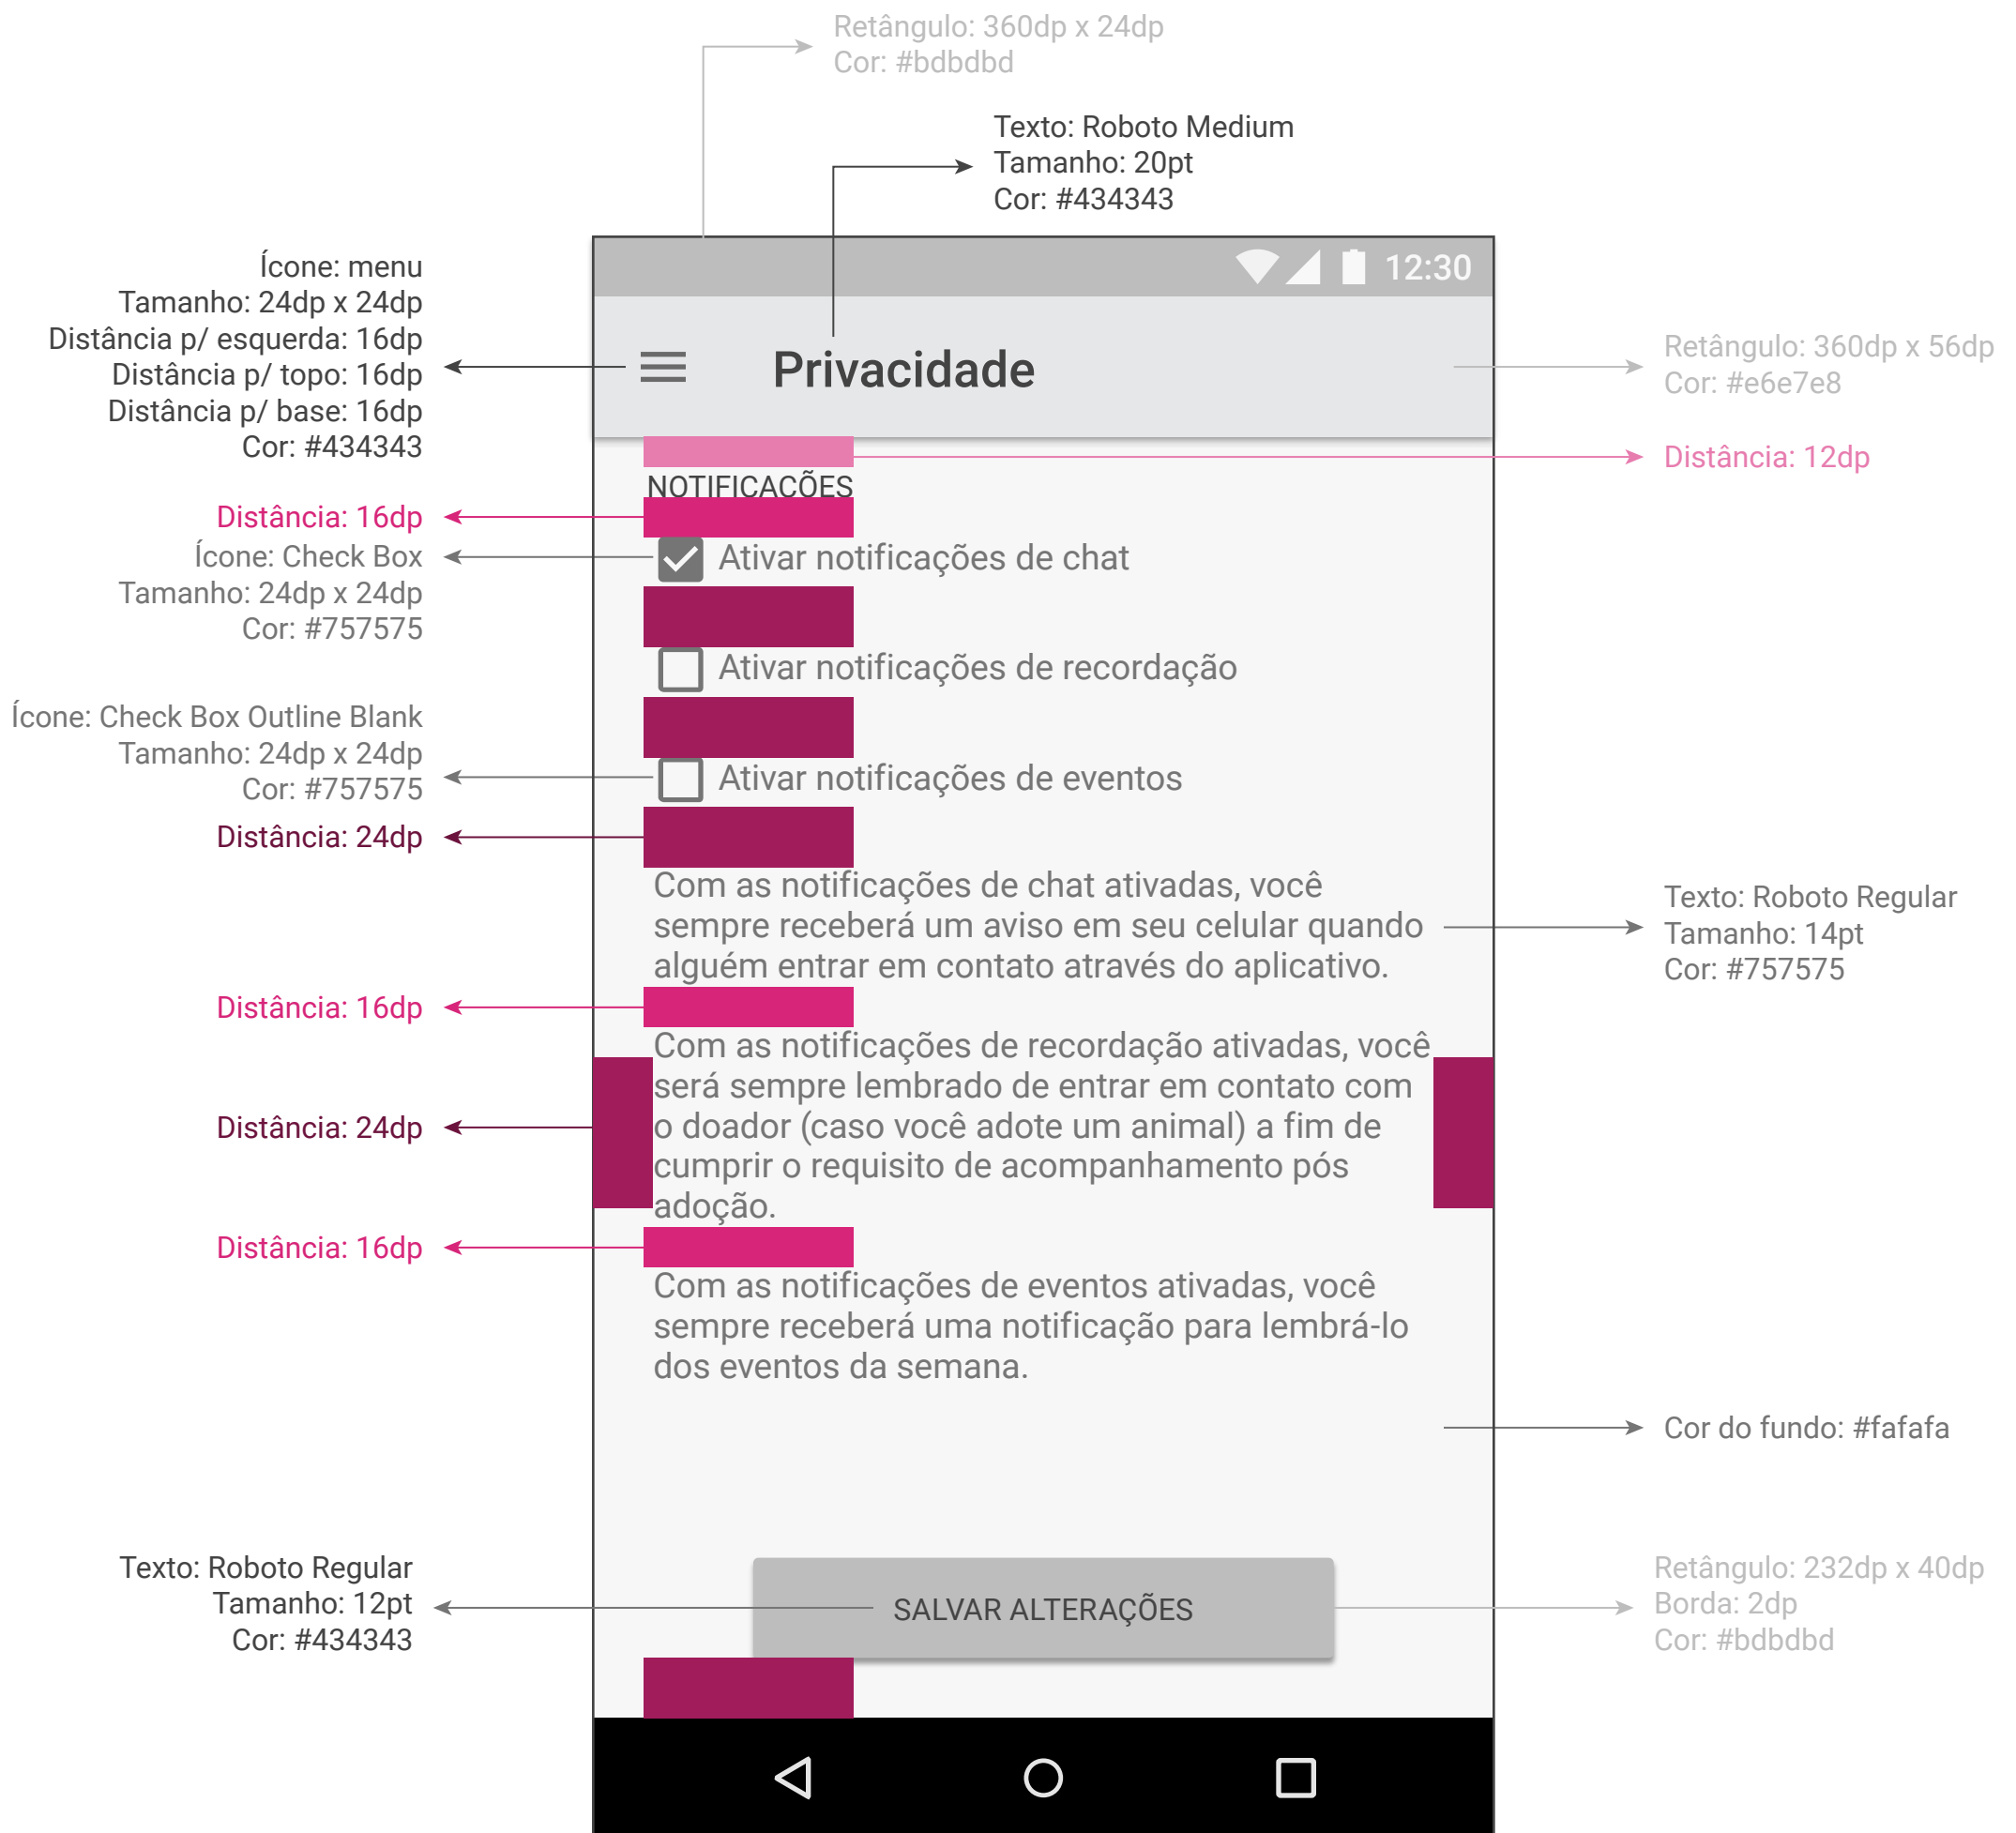 Retângulo: 360dp x 24dp
Cor: #bdbdbd
Texto: Roboto Medium
Tamanho: 20pt
Cor: #434343
Ícone: menu
Tamanho: 24dp x 24dp
Distância p/ esquerda: 16dp
Distância p/ topo: 16dp
Distância p/ base: 16dp
Cor: #434343
12:30
Privacidade
Retângulo: 360dp x 56dp
Cor: #e6e7e8
Distância: 12dp
NOTIFICAÇÕES
Distância: 16dp
Ícone: Check Box
Tamanho: 24dp x 24dp
Cor: #757575
Ativar notificações de chat
Ativar notificações de recordação
Ícone: Check Box Outline Blank
Tamanho: 24dp x 24dp
Cor: #757575
Ativar notificações de eventos
Distância: 24dp
Com as notificações de chat ativadas, você
sempre receberá um aviso em seu celular quando
alguém entrar em contato através do aplicativo.
Texto: Roboto Regular
Tamanho: 14pt
Cor: #757575
Distância: 16dp
Com as notificações de recordação ativadas, você
será sempre lembrado de entrar em contato com
o doador (caso você adote um animal) a fim de
cumprir o requisito de acompanhamento pós
adoção.
Distância: 24dp
Distância: 16dp
Com as notificações de eventos ativadas, você
sempre receberá uma notificação para lembrá-lo
dos eventos da semana.
Cor do fundo: #fafafa
Texto: Roboto Regular
Tamanho: 12pt
Cor: #434343
SALVAR ALTERAÇÕES
Retângulo: 232dp x 40dp
Borda: 2dp
Cor: #bdbdbd